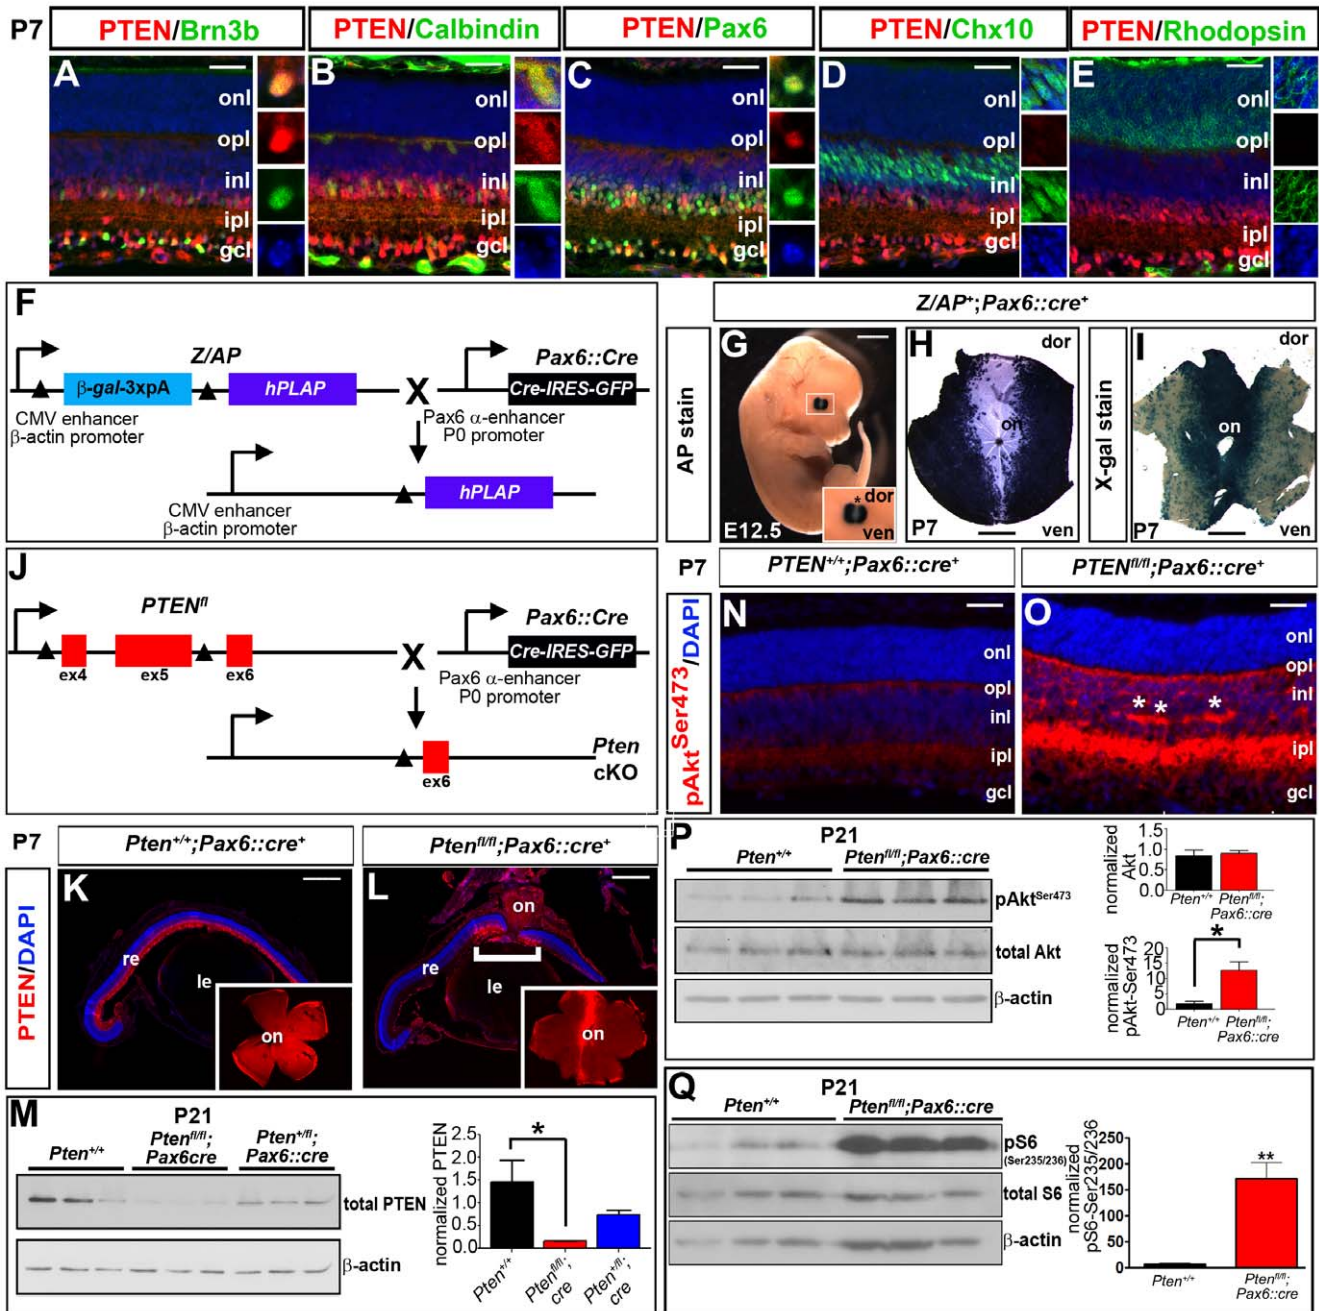 P7
PTEN/Brn3b
PTEN/Calbindin
PTEN/Pax6
PTEN/Chx10
PTEN/Rhodopsin
A
onl
opl
inl
ipl
gcl
B
onl
opl
inl
ipl
gcl
C
onl
opl
inl
ipl
gcl
D
onl
opl
inl
ipl
gcl
E
onl
opl
inl
ipl
gcl
F
Z/AP
Pax6::Cre
β-gal-3xpA
hPLAP
X
Cre-IRES-GFP
CMV enhancer
β-actin promoter
Pax6 α-enhancer
P0 promoter
hPLAP
CMV enhancer
β-actin promoter
Z/AP+;Pax6::cre+
AP stain
G
E12.5
* dor
ven
H
dor
on
P7
ven
X-gal stain
I
dor
on
P7
ven
J
PTENfl
Pax6::Cre
X
Cre-IRES-GFP
ex4
ex5
ex6
Pax6 α-enhancer
P0 promoter
Pten
cKO
ex6
P7
PTEN+/+;Pax6::cre+
PTENfl/fl;Pax6::cre+
pAktSer473/DAPI
N
onl
opl
inl
ipl
gcl
O
onl
opl
inl
* * *
ipl
gcl
P7
Pten+/+;Pax6::cre+
Ptenfl/fl;Pax6::cre+
PTEN/DAPI
K
re
le
on
L
on
re
le
on
M
P21
Pten+/+
Ptenfl/fl;
Pax6cre
Pten+/fl;
Pax6::cre
total PTEN
β-actin
normalized PTEN
2.5
2.0
1.5
1.0
0.5
0.0
*
Pten+/+
Ptenfl/fl;
cre
Pten+/fl;
cre
P
P21
Pten+/+
Ptenfl/fl;Pax6::cre
pAktSer473
total Akt
β-actin
normalized
Akt
1.5
1.0
0.5
0.0
Pten+/+
Ptenfl/fl;
Pax6::cre
normalized
pAkt-Ser473
20
15
10
5
0
*
Pten+/+
Ptenfl/fl;
Pax6::cre
Q
P21
Pten+/+
Ptenfl/fl;Pax6::cre
pS6
(Ser235/236)
total S6
β-actin
normalized
pS6-Ser235/236
250
200
150
100
50
0
**
Pten+/+
Ptenfl/fl;
Pax6::cre